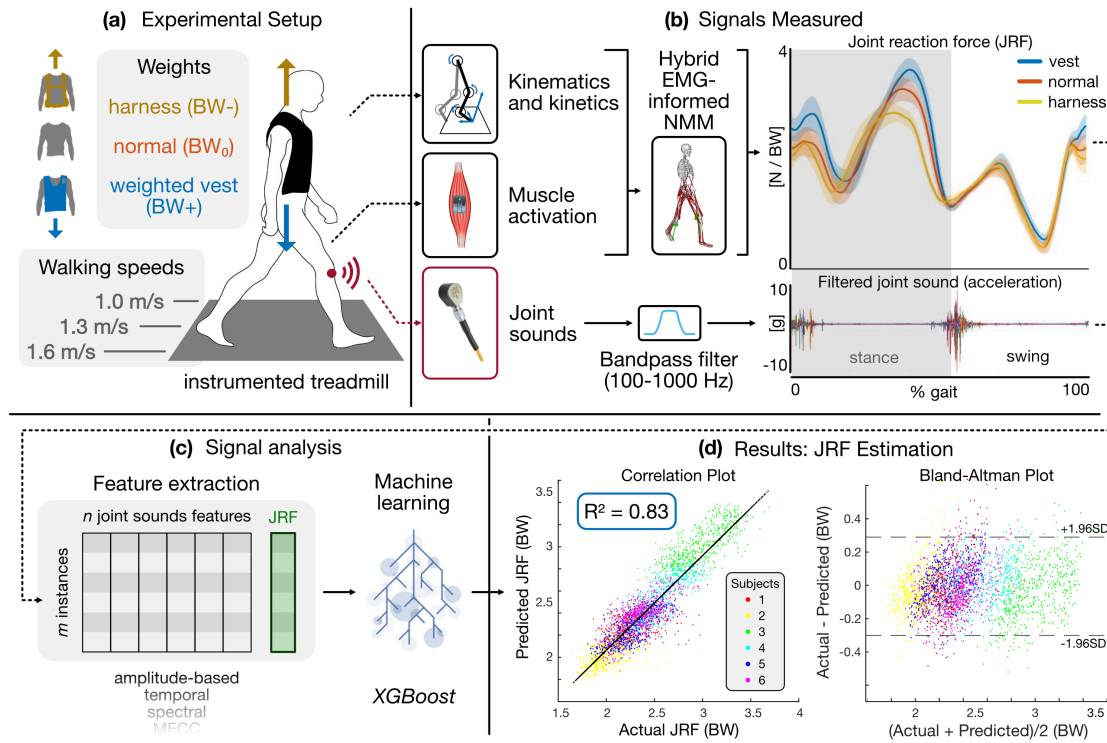 (a) Experimental Setup
Weights
harness (BW-)
normal (BW₀)
weighted vest
(BW+)
Walking speeds
1.0 m/s
1.3 m/s
1.6 m/s
instrumented treadmill
(b) Signals Measured
Kinematics
and kinetics
Muscle
activation
Joint
sounds
Hybrid
EMG-
informed
NMM
Bandpass filter
(100-1000 Hz)
Joint reaction force (JRF)
vest
normal
harness
4
[N / BW]
0
Filtered joint sound (acceleration)
10
[g]
-10
stance
swing
0
100
% gait
(c) Signal analysis
Feature extraction
n joint sounds features
JRF
m instances
amplitude-based
temporal
spectral
MFCC
Machine
learning
XGBoost
(d) Results: JRF Estimation
Correlation Plot
R² = 0.83
Predicted JRF (BW)
3.5
3
2.5
2
Subjects
1
2
3
4
5
6
1.5 2 2.5 3 3.5 4
Actual JRF (BW)
Bland-Altman Plot
Actual - Predicted (BW)
0.4
0.2
0
-0.2
-0.4
+1.96SD
-1.96SD
2 2.5 3 3.5
(Actual + Predicted)/2 (BW)